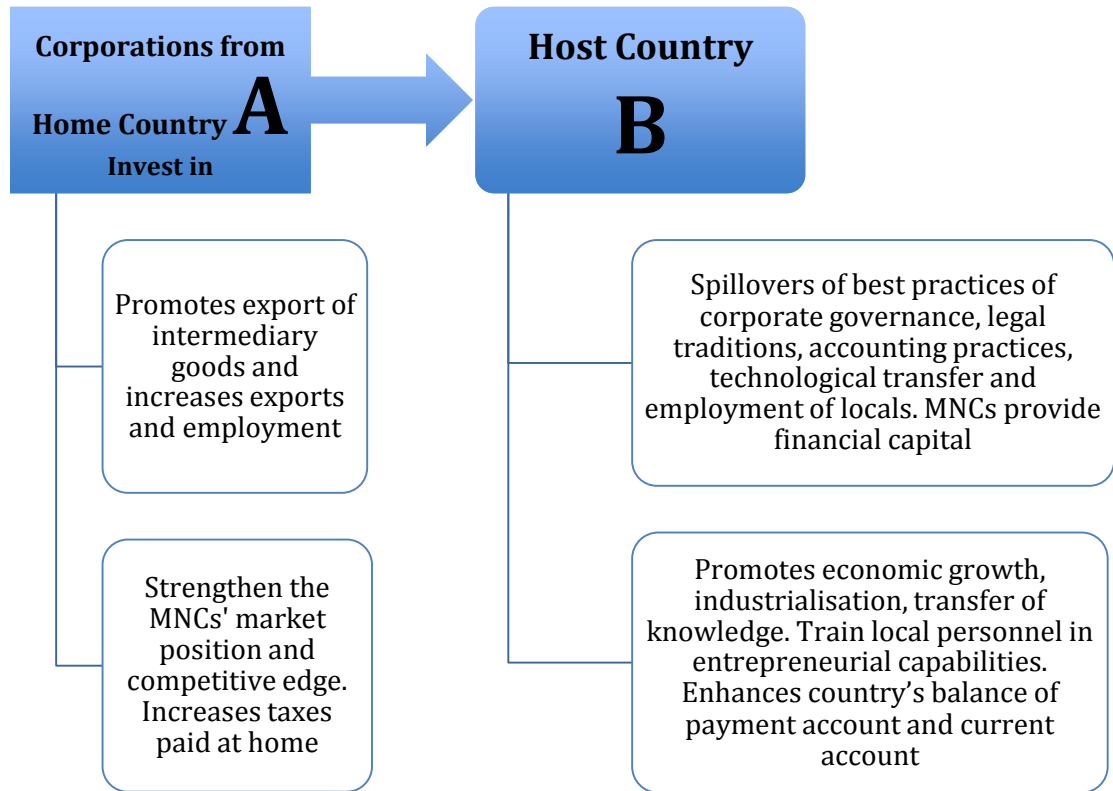 Corporations from
Home Country A
Invest in
Host Country
B
Promotes export of
intermediary
goods and
increases exports
and employment
Strengthen the
MNCs' market
position and
competitive edge.
Increases taxes
paid at home
Spillovers of best practices of
corporate governance, legal
traditions, accounting practices,
technological transfer and
employment of locals. MNCs provide
financial capital
Promotes economic growth,
industrialisation, transfer of
knowledge. Train local personnel in
entrepreneurial capabilities.
Enhances country’s balance of
payment account and current
account